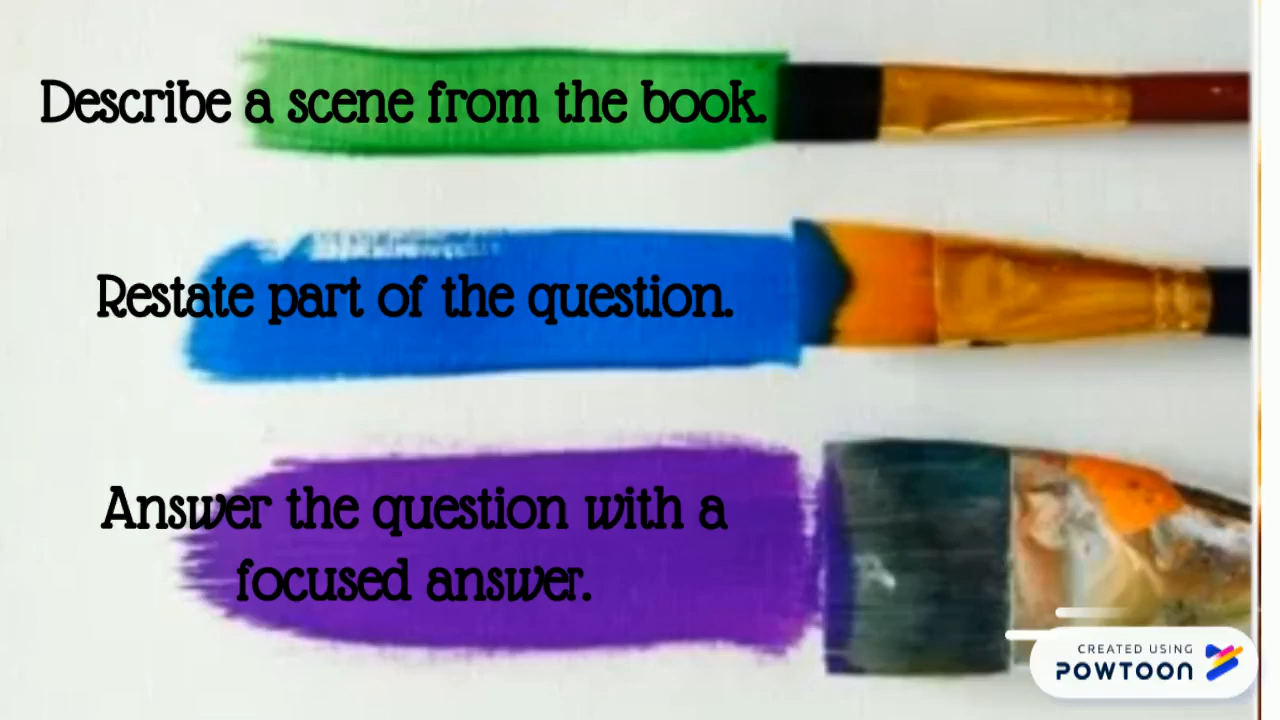 Describe a scene from the book.
Restate part of the question.
Answer the question with a
focused answer.
CREATED USING
POWTOON